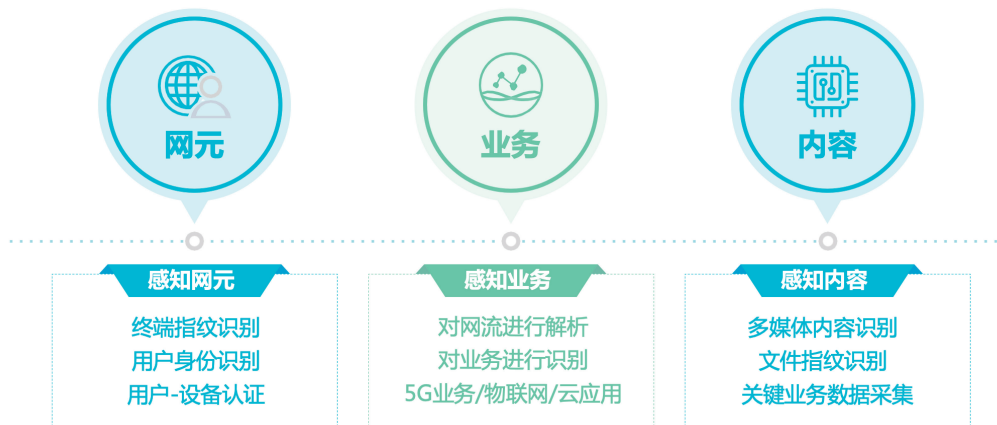 网元
业务
内容
感知网元
终端指纹识别
用户身份识别
用户-设备认证
感知业务
对网流进行解析
对业务进行识别
5G业务/物联网/云应用
感知内容
多媒体内容识别
文件指纹识别
关键业务数据采集